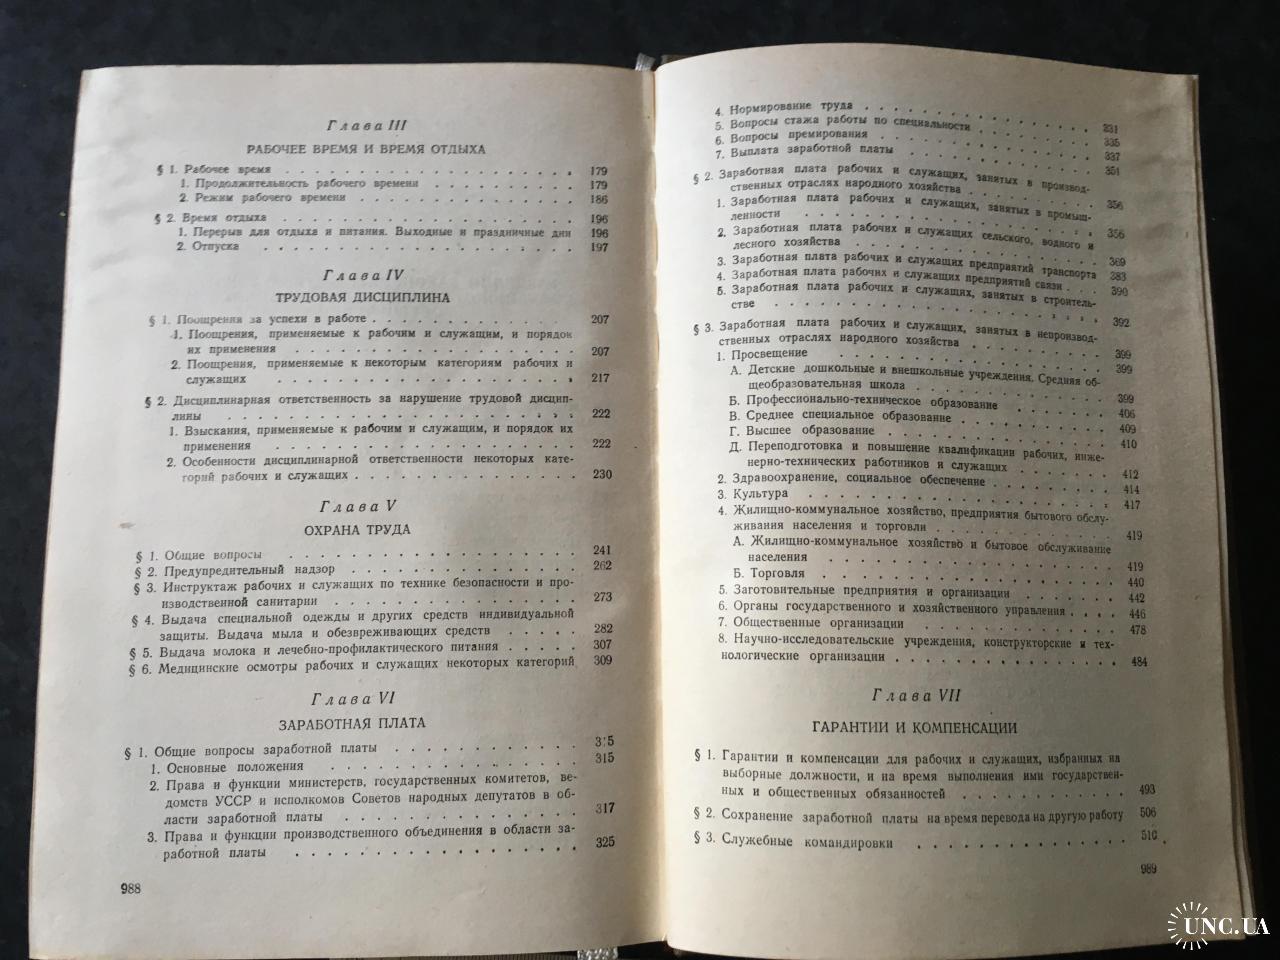 Глава III
РАБОЧЕЕ ВРЕМЯ И ВРЕМЯ ОТДЫХА
§ 1. Рабочее время . . . 179
1. Продолжительность рабочего времени . . . 179
2. Режим рабочего времени . . . 186
§ 2. Время отдыха . . . 196
1. Перерыв для отдыха и питания. Выходные и праздничные дни 196
2. Отпуска . . . 197
Глава IV
ТРУДОВАЯ ДИСЦИПЛИНА
§ 1. Поощрения за успехи в работе . . . 207
1. Поощрения, применяемые к рабочим и служащим, и порядок
их применения . . . 207
2. Поощрения, применяемые к некоторым категориям рабочих и
служащих . . . 217
§ 2. Дисциплинарная ответственность за нарушение трудовой дисцип-
лины . . . 222
1. Взыскания, применяемые к рабочим и служащим, и порядок их
применения . . . 222
2. Особенности дисциплинарной ответственности некоторых кате-
горий рабочих и служащих . . . 230
Глава V
ОХРАНА ТРУДА
§ 1. Общие вопросы . . . 241
§ 2. Предупредительный надзор . . . 262
§ 3. Инструктаж рабочих и служащих по технике безопасности и про-
изводственной санитарии . . . 273
§ 4. Выдача специальной одежды и других средств индивидуальной
защиты. Выдача мыла и обезвреживающих средств . . . 282
§ 5. Выдача молока и лечебно-профилактического питания . . . 307
§ 6. Медицинские осмотры рабочих и служащих некоторых категорий 309
Глава VI
ЗАРАБОТНАЯ ПЛАТА
§ 1. Общие вопросы заработной платы . . . 315
1. Основные положения . . . 315
2. Права и функции министерств, государственных комитетов, ве-
домств УССР и исполкомов Советов народных депутатов в об-
ласти заработной платы . . . 317
3. Права и функции производственного объединения в области за-
работной платы . . . 325
988
4. Нормирование труда . . . 331
5. Вопросы стажа работы по специальности . . . 335
6. Вопросы премирования . . . 337
7. Выплата заработной платы . . . 351
§ 2. Заработная плата рабочих и служащих, занятых в производ-
ственных отраслях народного хозяйства . . . 356
1. Заработная плата рабочих и служащих, занятых в промыш-
ленности . . . 356
2. Заработная плата рабочих и служащих сельского, водного и
лесного хозяйства . . . 369
3. Заработная плата рабочих и служащих предприятий транспорта 383
4. Заработная плата рабочих и служащих предприятий связи . . . 390
5. Заработная плата рабочих и служащих, занятых в строитель-
стве . . . 392
§ 3. Заработная плата рабочих и служащих, занятых в непроизвод-
ственных отраслях народного хозяйства . . . 399
1. Просвещение . . . 399
А. Детские дошкольные и внешкольные учреждения. Средняя об-
щеобразовательная школа . . . 399
Б. Профессионально-техническое образование . . . 406
В. Среднее специальное образование . . . 409
Г. Высшее образование . . . 410
Д. Переподготовка и повышение квалификации рабочих, инже-
нерно-технических работников и служащих . . . 412
2. Здравоохранение, социальное обеспечение . . . 414
3. Культура . . . 417
4. Жилищно-коммунальное хозяйство, предприятия бытового обслу-
живания населения и торговли . . . 419
А. Жилищно-коммунальное хозяйство и бытовое обслуживание
населения . . . 419
Б. Торговля . . . 440
5. Заготовительные предприятия и организации . . . 442
6. Органы государственного и хозяйственного управления . . . 446
7. Общественные организации . . . 478
8. Научно-исследовательские учреждения, конструкторские и тех-
нологические организации . . . 484
Глава VII
ГАРАНТИИ И КОМПЕНСАЦИИ
§ 1. Гарантии и компенсации для рабочих и служащих, избранных на
выборные должности, и на время выполнения ими государствен-
ных и общественных обязанностей . . . 493
§ 2. Сохранение заработной платы на время перевода на другую работу 506
§ 3. Служебные командировки . . . 510
989
UNC.UA